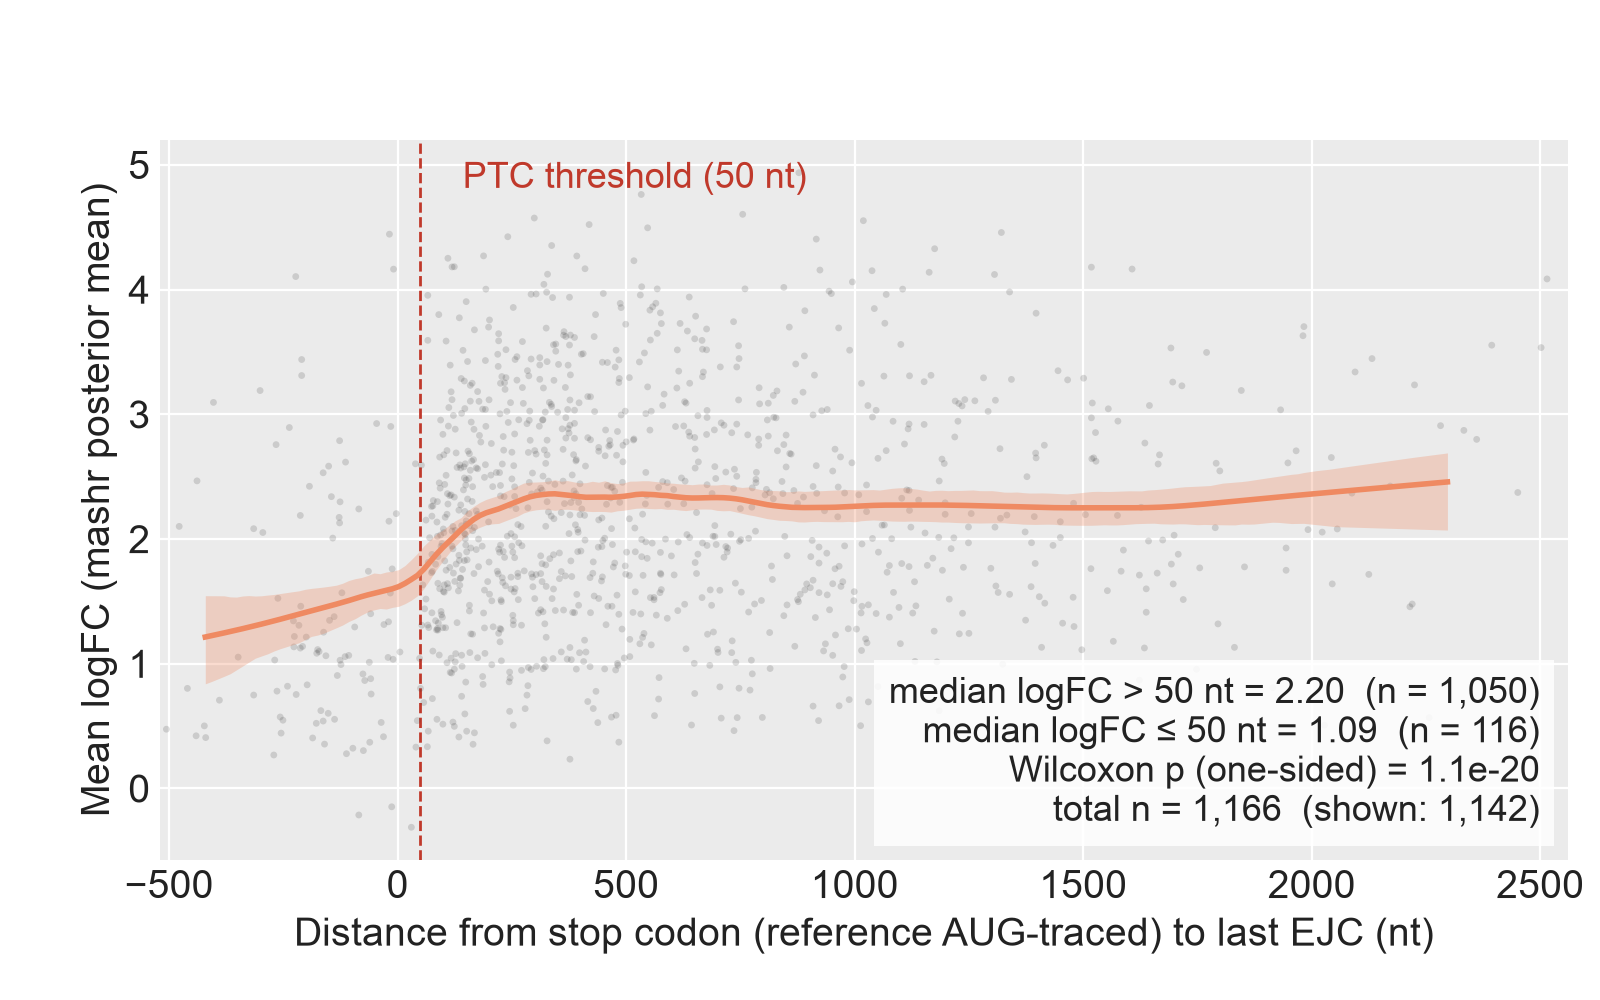 PTC threshold (50 nt)
5
4
3
2
1
0
Mean logFC (mashr posterior mean)
median logFC > 50 nt = 2.20 (n = 1,050)
median logFC ≤ 50 nt = 1.09 (n = 116)
Wilcoxon p (one-sided) = 1.1e-20
total n = 1,166 (shown: 1,142)
−500 0 500 1000 1500 2000 2500
Distance from stop codon (reference AUG-traced) to last EJC (nt)